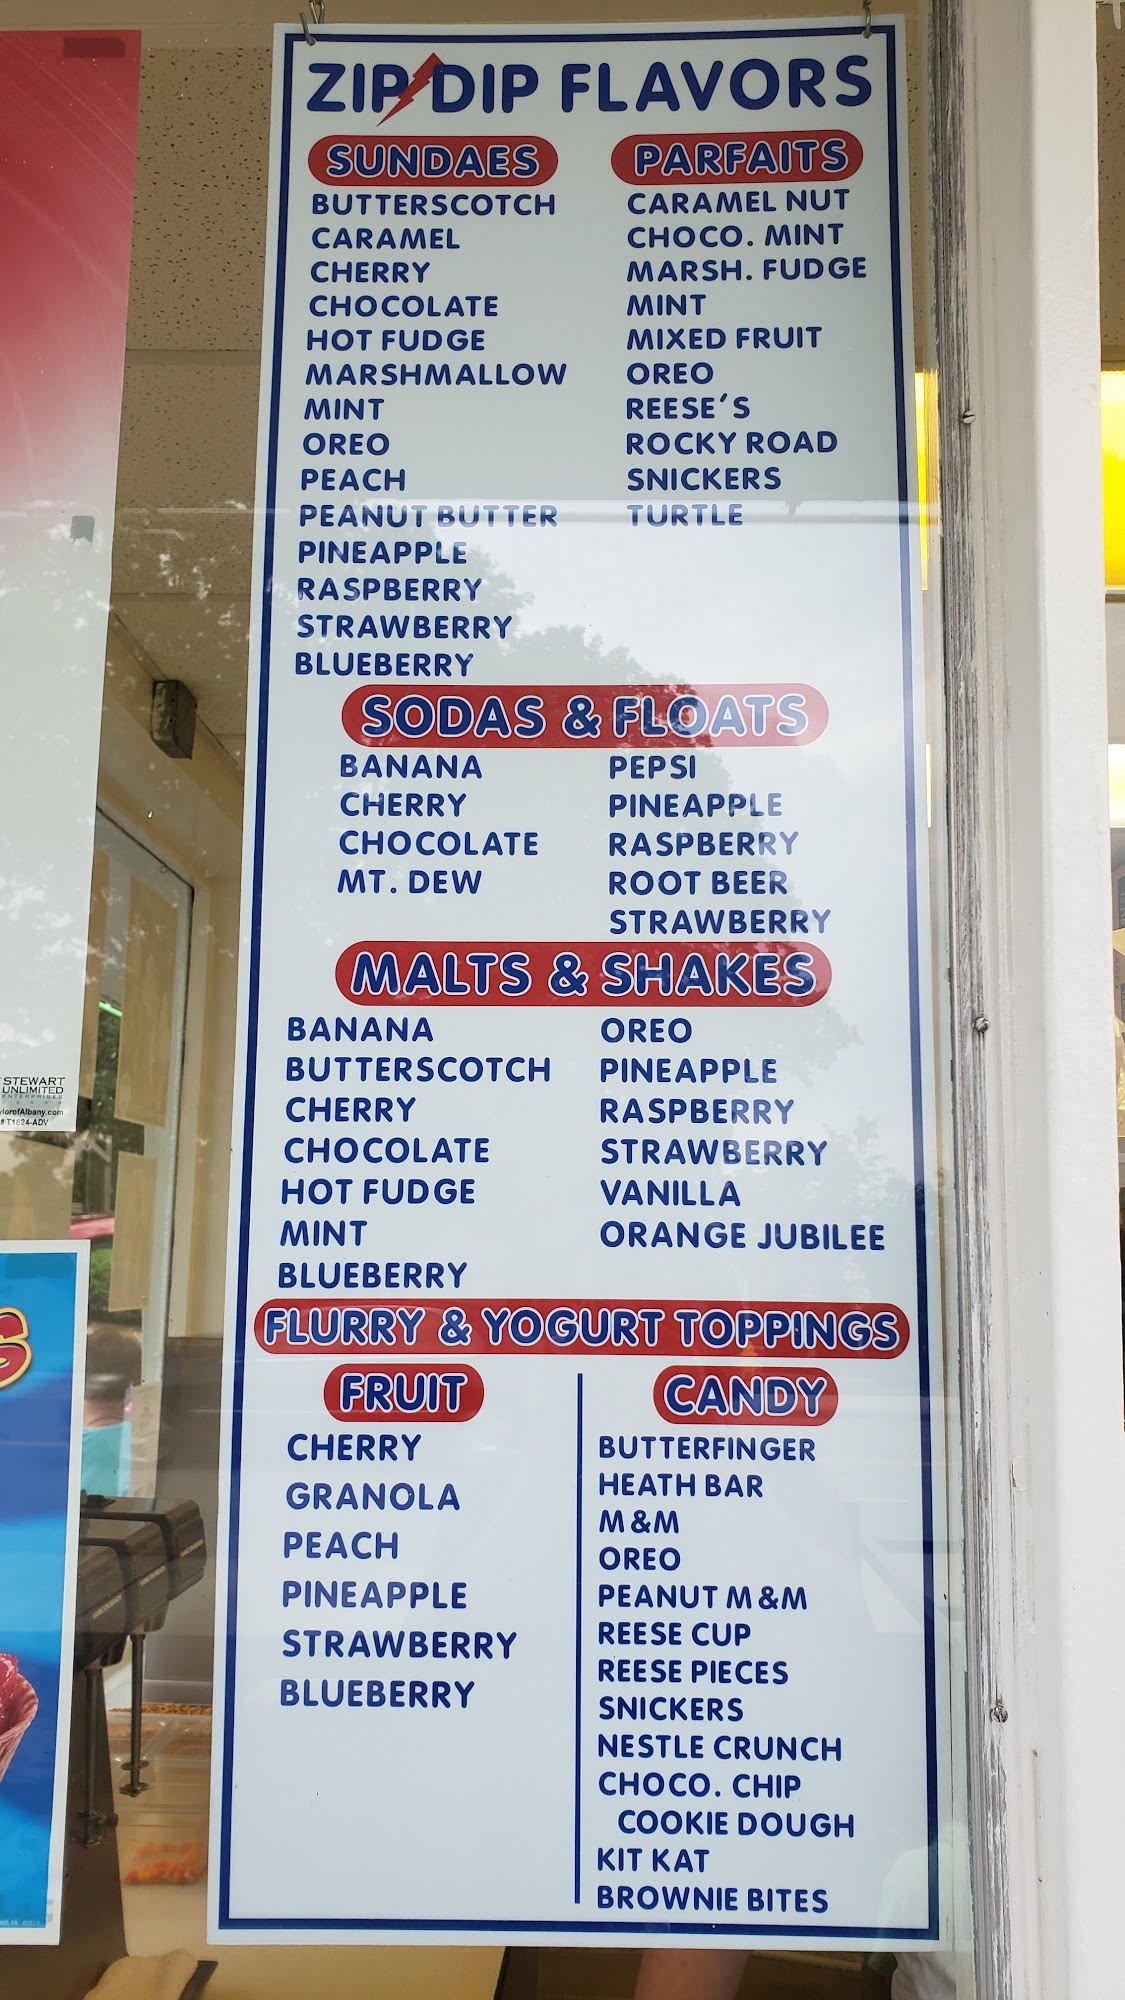 ZIP DIP FLAVORS
SUNDAES
BUTTERSCOTCH
CARAMEL
CHERRY
CHOCOLATE
HOT FUDGE
MARSHMALLOW
MINT
OREO
PEACH
PEANUT BUTTER
PINEAPPLE
RASPBERRY
STRAWBERRY
BLUEBERRY
PARFAITS
CARAMEL NUT
CHOCO. MINT
MARSH. FUDGE
MINT
MIXED FRUIT
OREO
REESE'S
ROCKY ROAD
SNICKERS
TURTLE
SODAS & FLOATS
BANANA
CHERRY
CHOCOLATE
MT. DEW
PEPSI
PINEAPPLE
RASPBERRY
ROOT BEER
STRAWBERRY
MALTS & SHAKES
BANANA
BUTTERSCOTCH
CHERRY
CHOCOLATE
HOT FUDGE
MINT
BLUEBERRY
OREO
PINEAPPLE
RASPBERRY
STRAWBERRY
VANILLA
ORANGE JUBILEE
FLURRY & YOGURT TOPPINGS
FRUIT
CHERRY
GRANOLA
PEACH
PINEAPPLE
STRAWBERRY
BLUEBERRY
CANDY
BUTTERFINGER
HEATH BAR
M&M
OREO
PEANUT M&M
REESE CUP
REESE PIECES
SNICKERS
NESTLE CRUNCH
CHOCO. CHIP
COOKIE DOUGH
KIT KAT
BROWNIE BITES
STEWART
UNLIMITED
ENTERPRISES
ylorofAlbany.com
# T1624-ADV
S